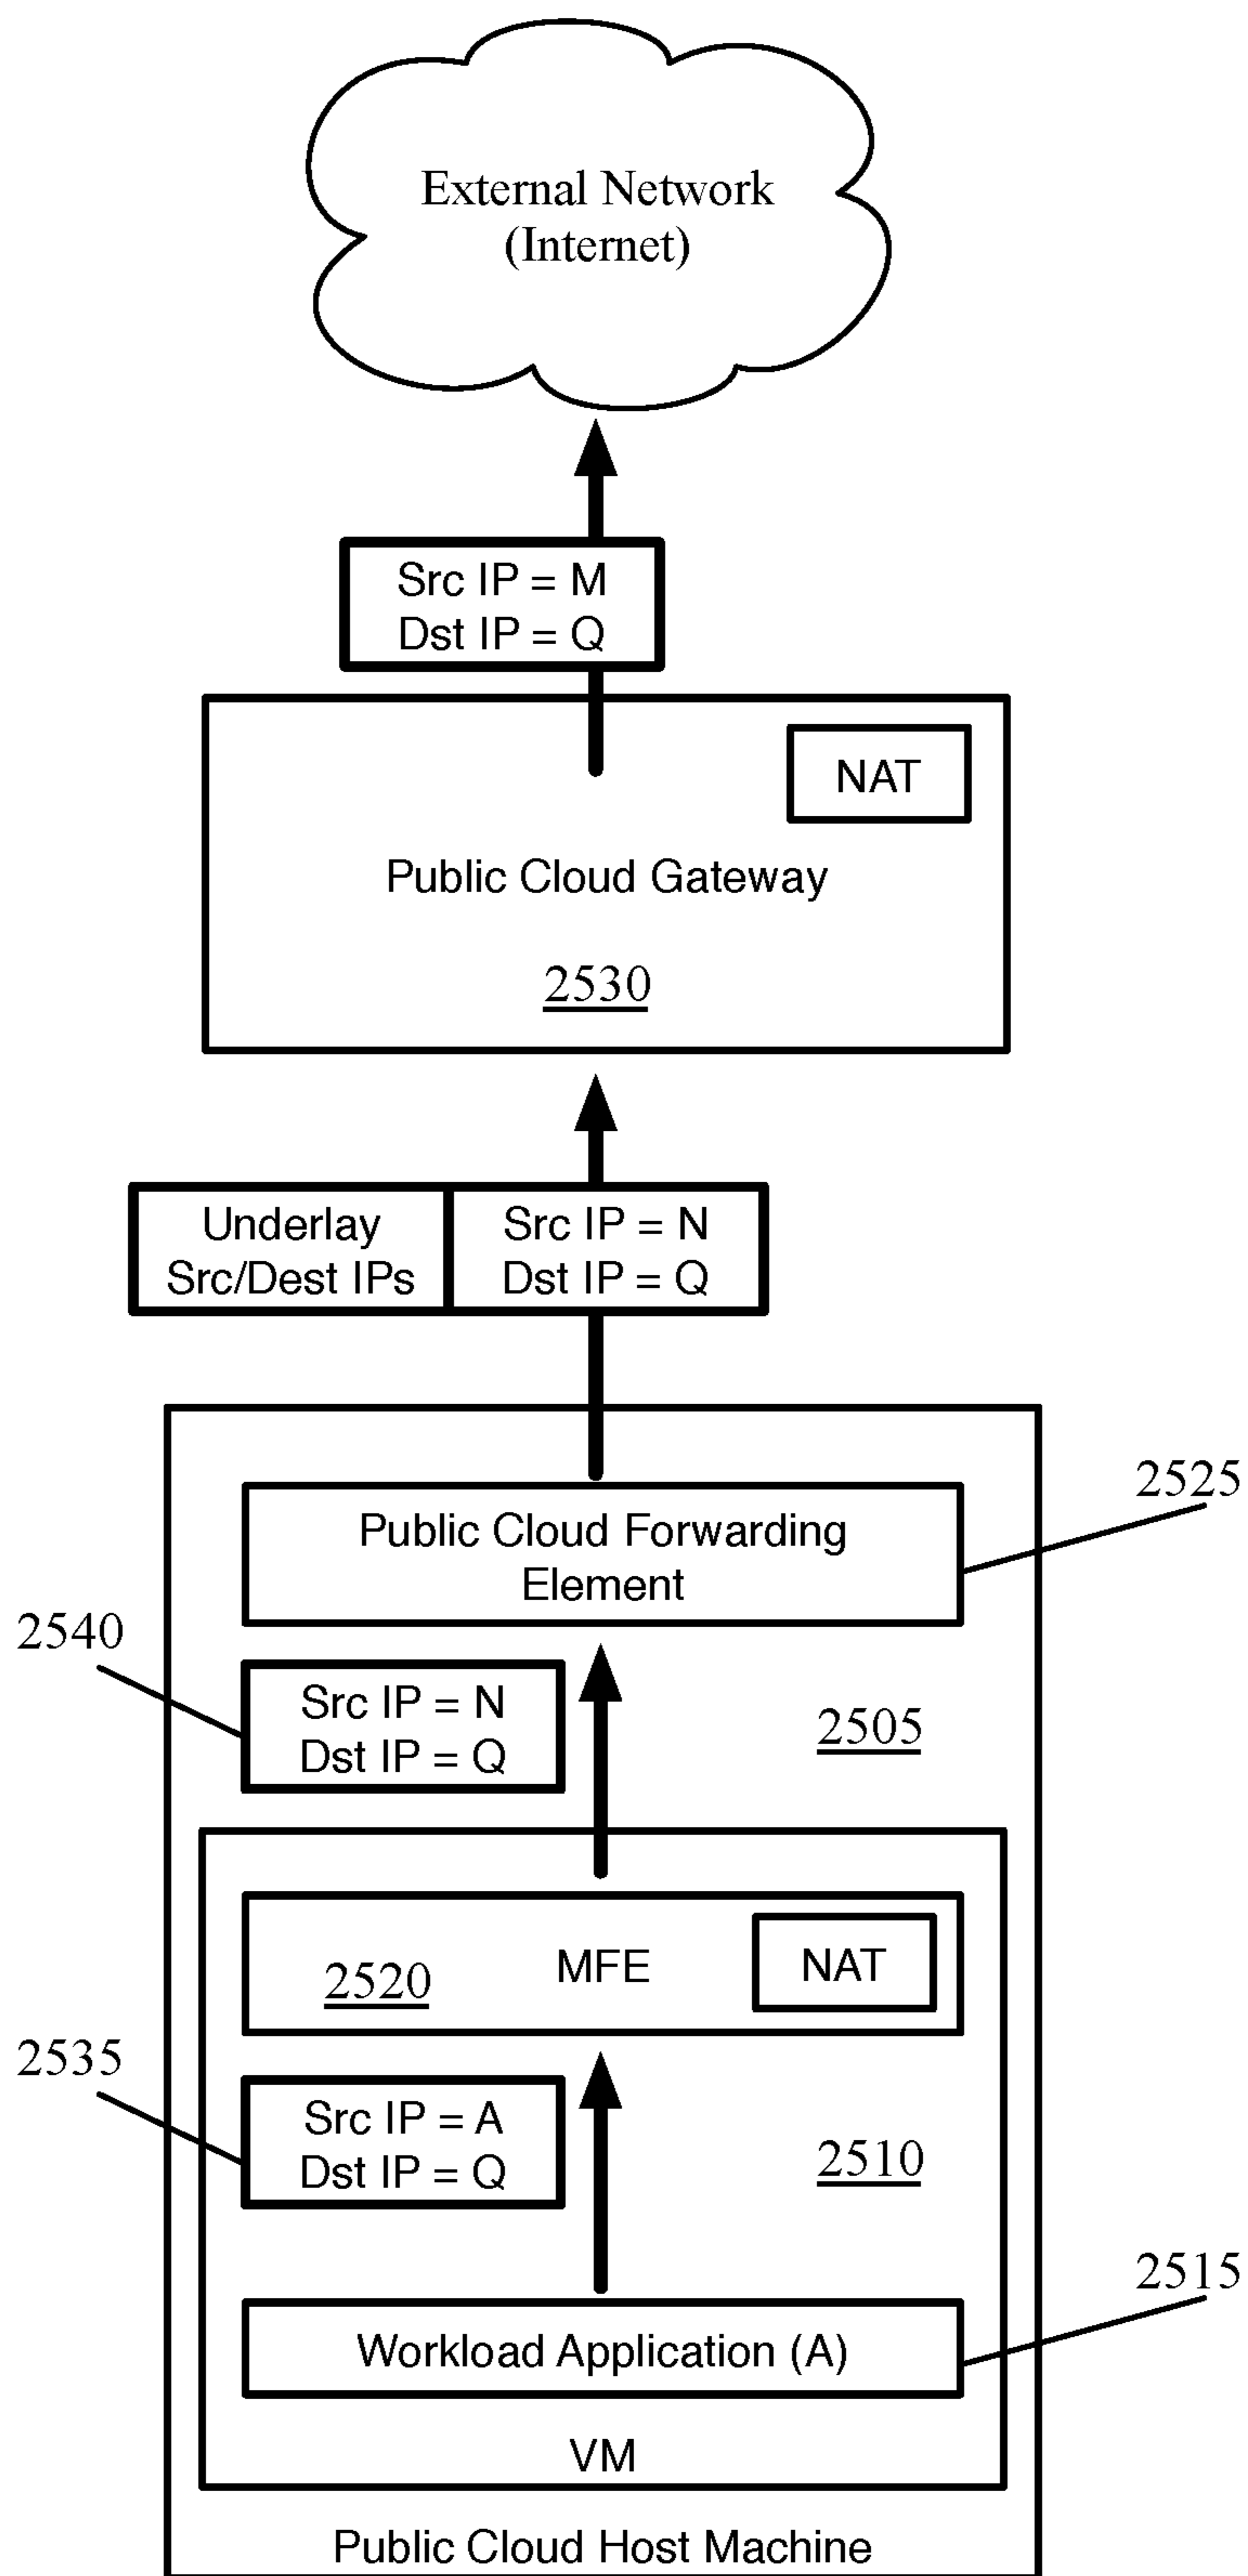 External Network
(Internet)
Src IP = M
Dst IP = Q
NAT
Public Cloud Gateway
2530
Underlay
Src/Dest IPs
Src IP = N
Dst IP = Q
2525
Public Cloud Forwarding
Element
2540
Src IP = N
Dst IP = Q
2505
2520
MFE
NAT
2535
Src IP = A
Dst IP = Q
2510
2515
Workload Application (A)
VM
Public Cloud Host Machine